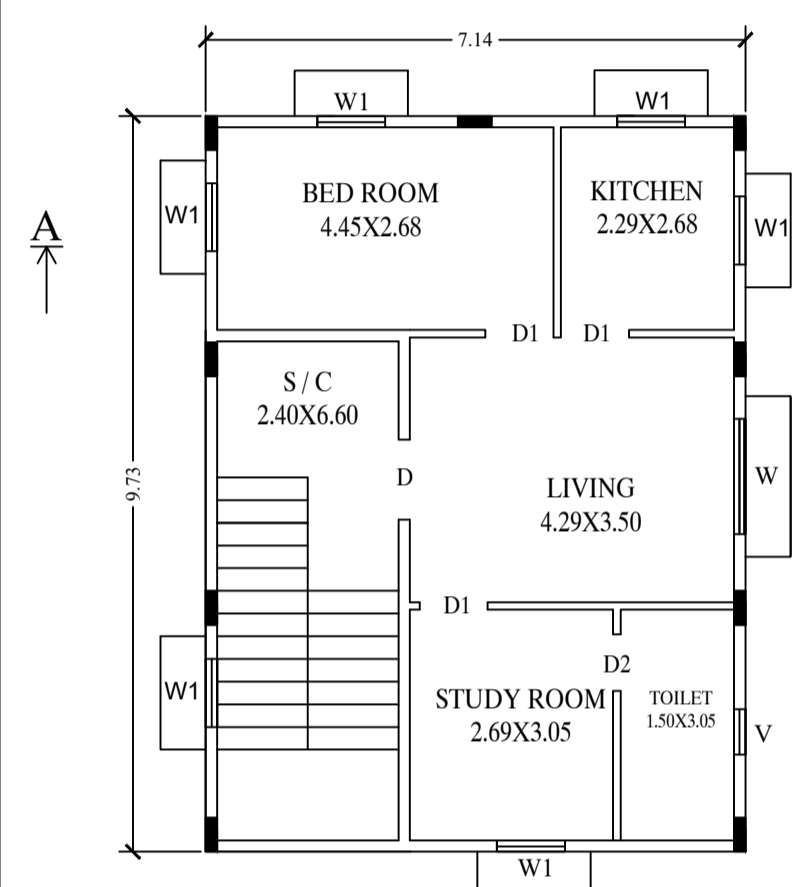 7.14
W1
W1
W1
BED ROOM
4.45X2.68
KITCHEN
2.29X2.68
W1
A
D1
D1
S / C
2.40X6.60
D
LIVING
4.29X3.50
W
9.73
D1
D2
W1
STUDY ROOM
2.69X3.05
TOILET
1.50X3.05
V
W1